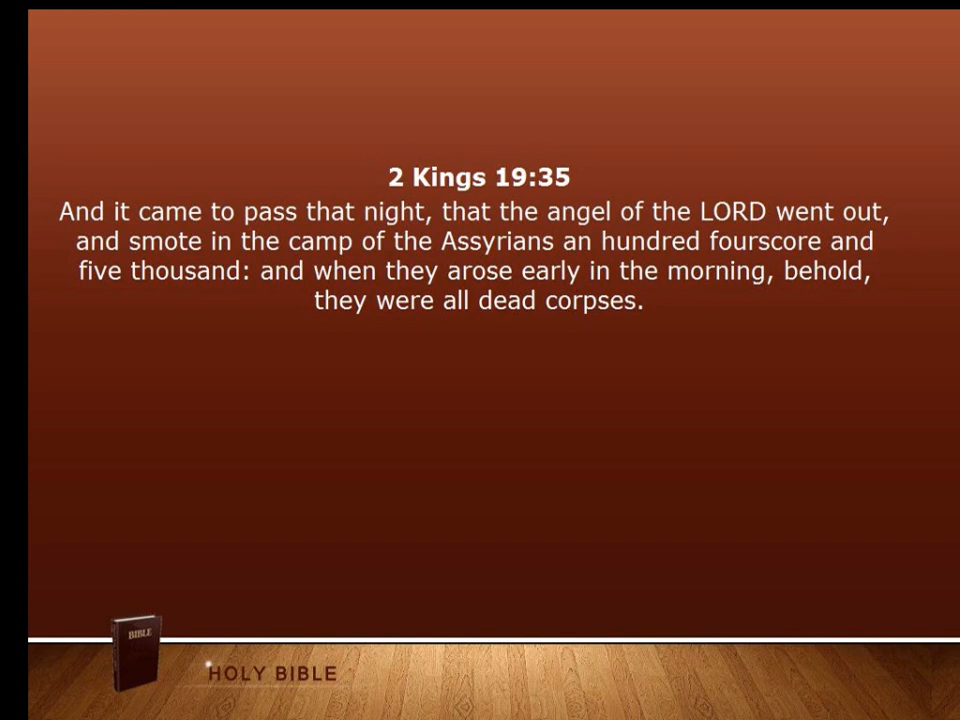 2 Kings 19:35
And it came to pass that night, that the angel of the LORD went out,
and smote in the camp of the Assyrians an hundred fourscore and
five thousand: and when they arose early in the morning, behold,
they were all dead corpses.
BIBLE
HOLY BIBLE